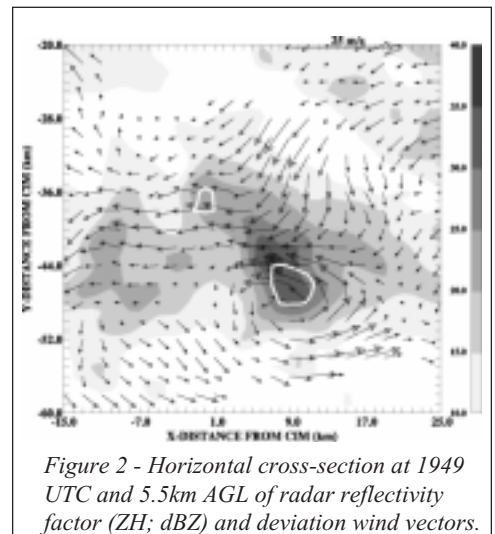 25 m/s
-20.0
-28.0
-36.0
-44.0
-52.0
-60.0
Y-DISTANCE FROM CIM (km)
-15.0 -7.0 1.0 9.0 17.0 25.0
X-DISTANCE FROM CIM (km)
40.0
35.0
30.0
25.0
20.0
15.0
10.0
Figure 2 - Horizontal cross-section at 1949
UTC and 5.5km AGL of radar reflectivity
factor (ZH; dBZ) and deviation wind vectors.